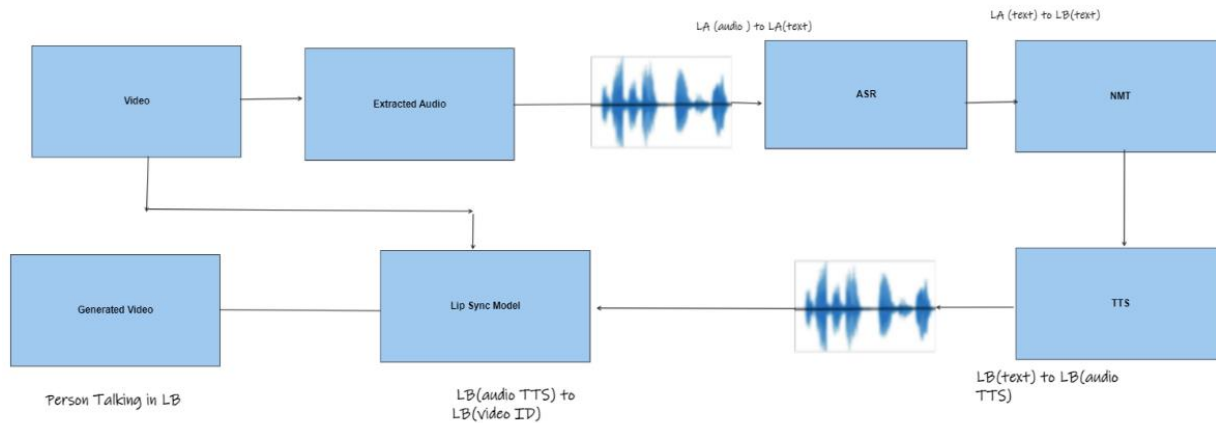 LA (audio ) to LA(text)
LA (text) to LB(text)
Video
Extracted Audio
ASR
NMT
Generated Video
Lip Sync Model
TTS
Person Talking in LB
LB(audio TTS) to
LB(video ID)
LB(text) to LB(audio
TTS)